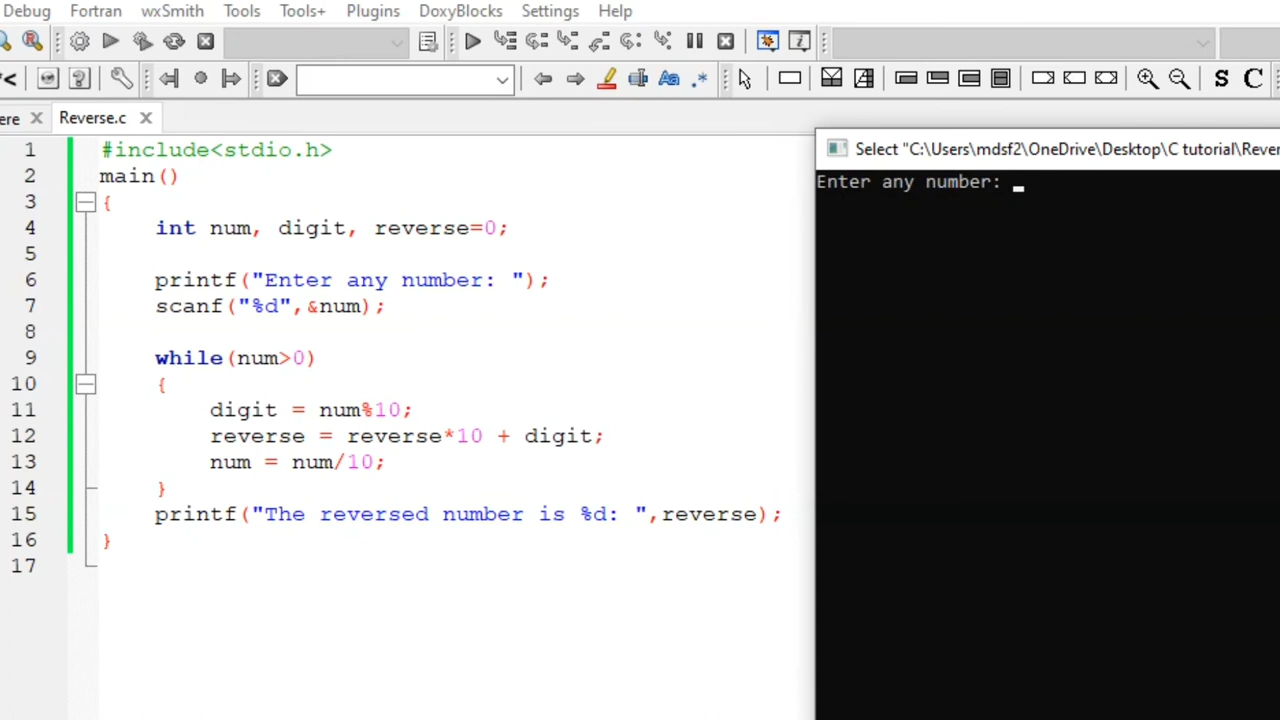 Debug Fortran wxSmith Tools Tools+ Plugins DoxyBlocks Settings Help
*< S C
ere Reverse.c
1 #include<stdio.h>
2 main()
3 {
4 int num, digit, reverse=0;
5
6 printf("Enter any number: ");
7 scanf("%d",&num);
8
9 while(num>0)
10 {
11 digit = num%10;
12 reverse = reverse*10 + digit;
13 num = num/10;
14 }
15 printf("The reversed number is %d: ",reverse);
16 }
17
Select "C:\Users\mdsf2\OneDrive\Desktop\C tutorial\Rever
Enter any number: _